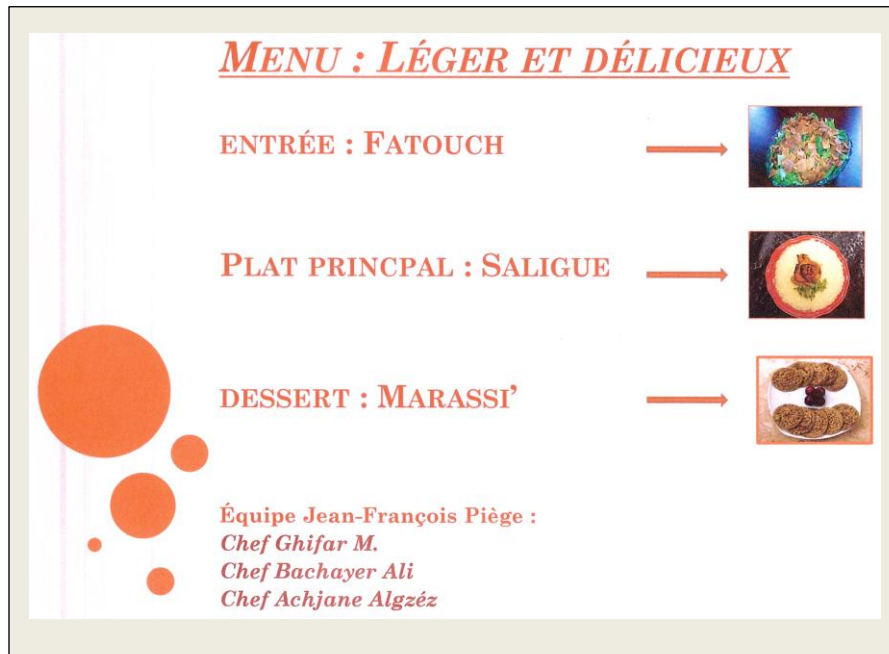 MENU : LÉGER ET DÉLICIEUX
ENTRÉE : FATOUCH
PLAT PRINCPAL : SALIGUE
DESSERT : MARASSI’
Équipe Jean-François Piège :
Chef Ghifar M.
Chef Bachayer Ali
Chef Achjane Algzéz